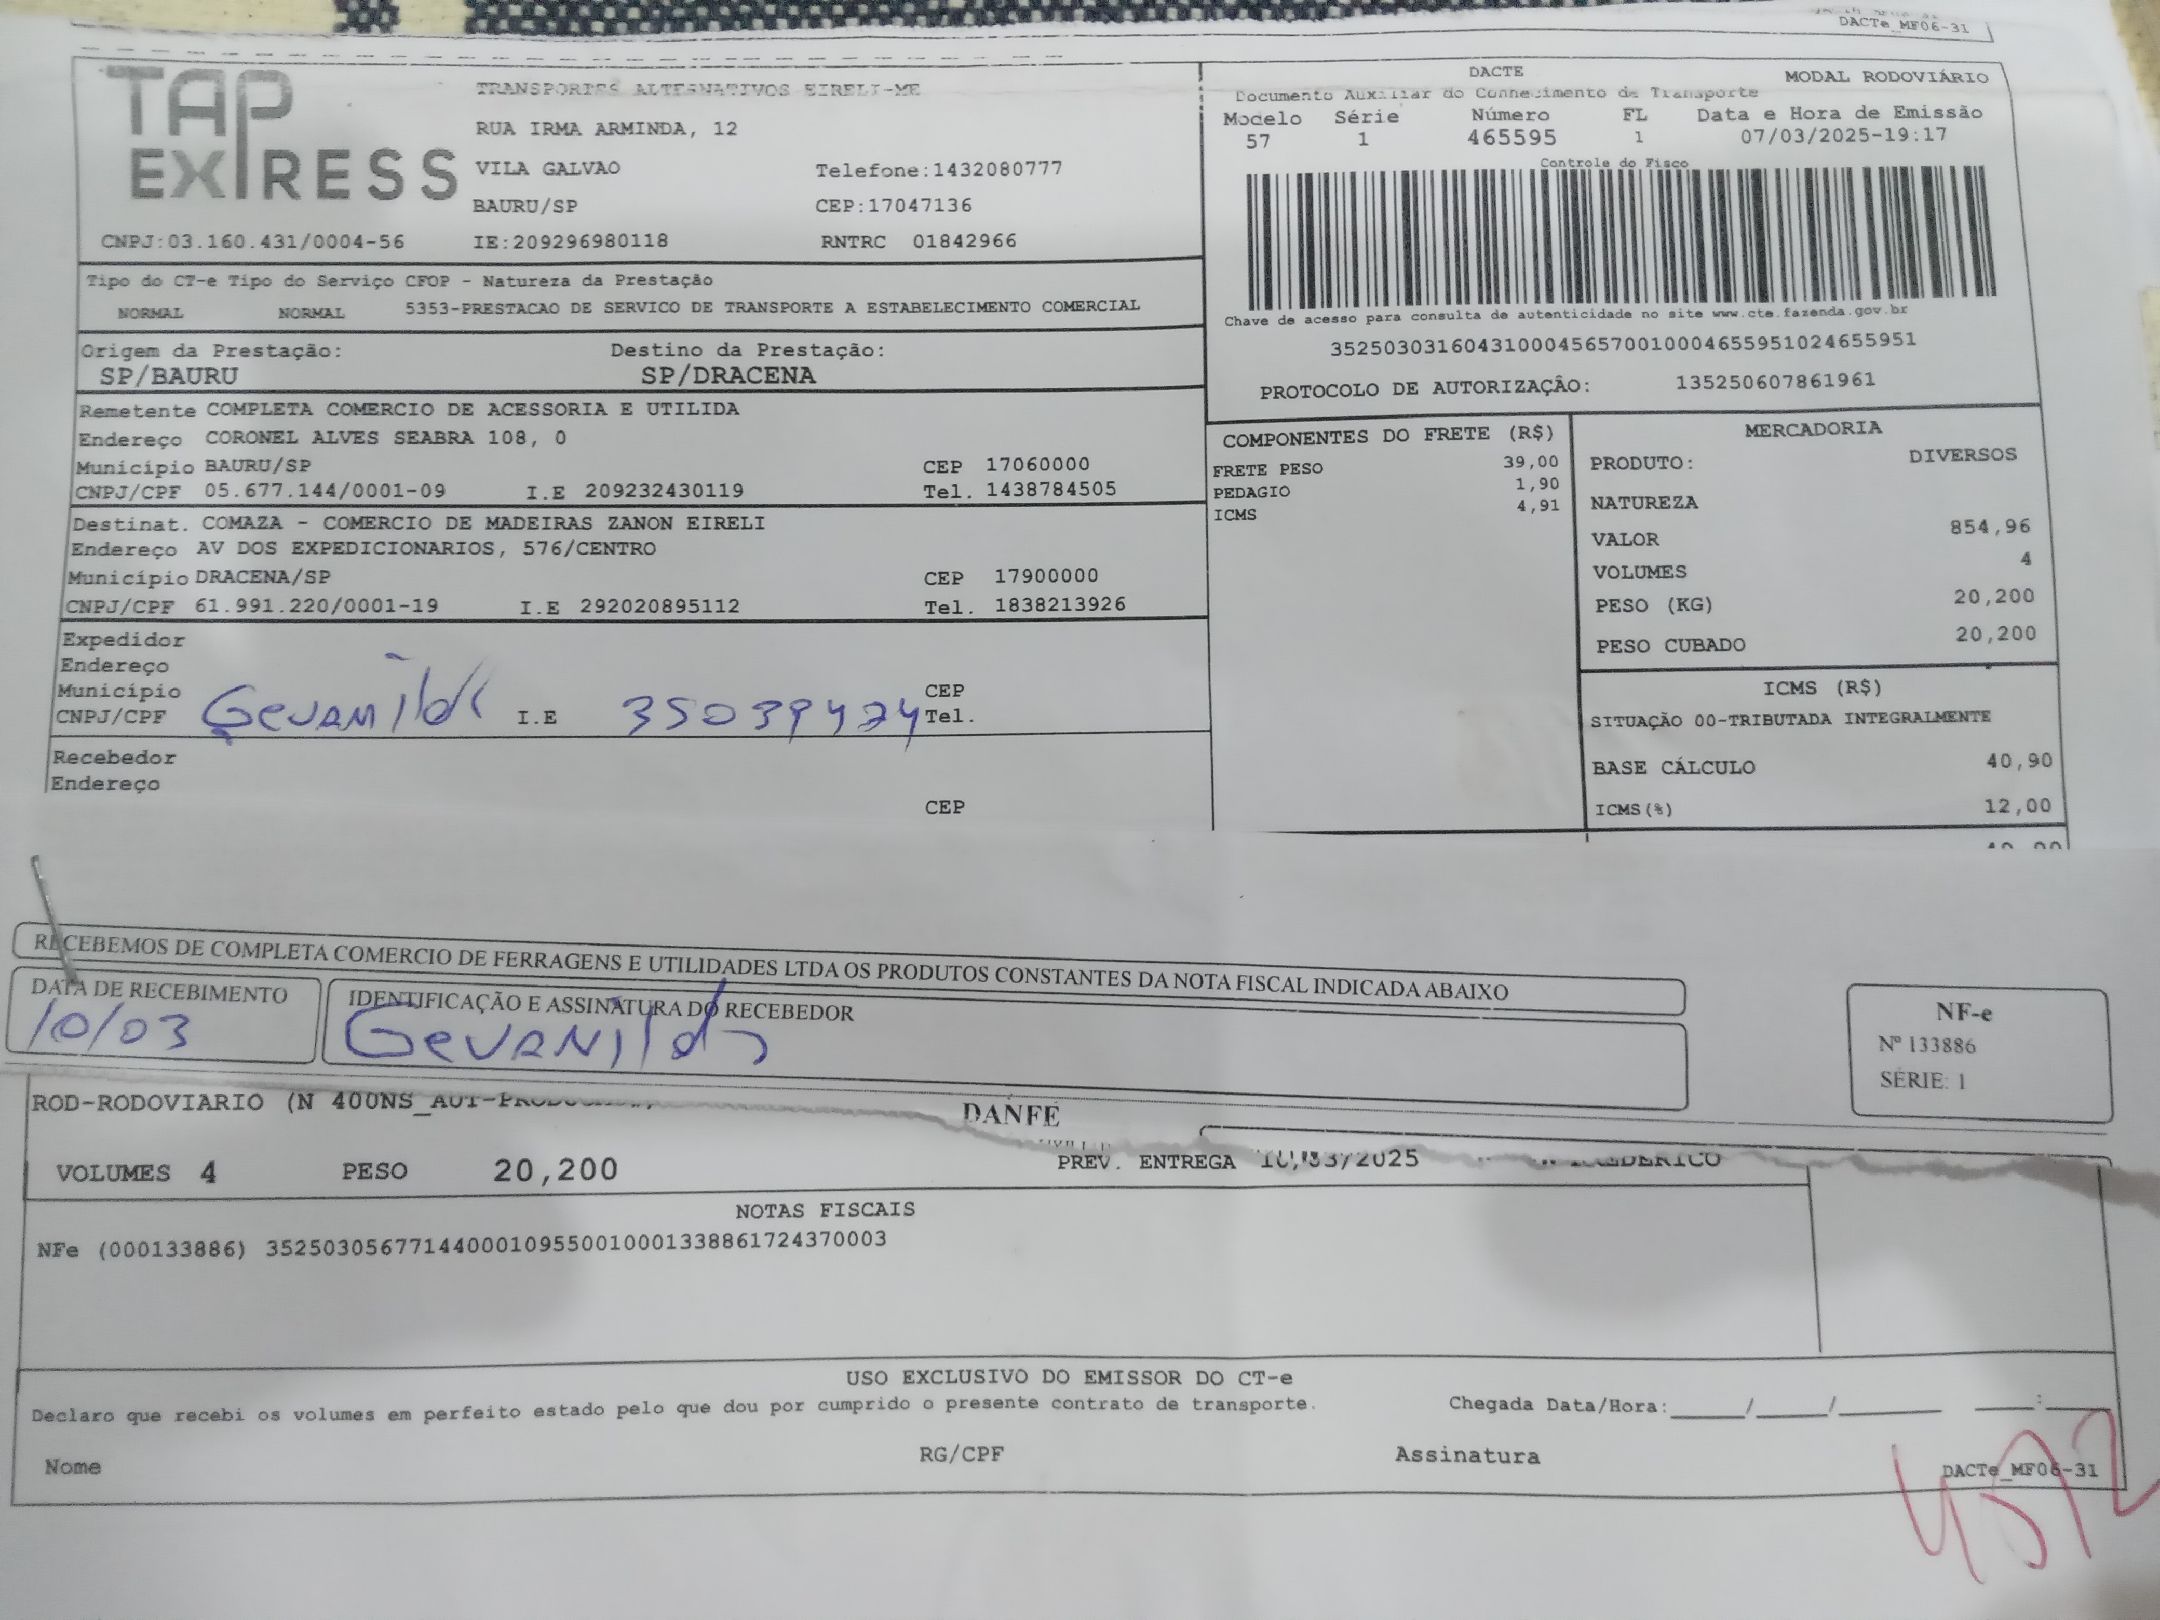 DACTe_MF06-31
TAP EXPRESS
TRANSPORTES ALTERNATIVOS EIRELI-ME
RUA IRMA ARMINDA, 12
VILA GALVAO Telefone:1432080777
BAURU/SP CEP:17047136
CNPJ:03.160.431/0004-56 IE:209296980118 RNTRC 01842966
DACTE MODAL RODOVIÁRIO
Documento Auxiliar do Conhecimento de Transporte
Modelo Série Número FL Data e Hora de Emissão
57 1 465595 1 07/03/2025-19:17
Controle do Fisco
Chave de acesso para consulta de autenticidade no site www.cte.fazenda.gov.br
35250303160431000456570010004655951024655951
PROTOCOLO DE AUTORIZAÇÃO: 135250607861961
Tipo do CT-e Tipo do Serviço CFOP - Natureza da Prestação
NORMAL NORMAL 5353-PRESTACAO DE SERVICO DE TRANSPORTE A ESTABELECIMENTO COMERCIAL
Origem da Prestação: Destino da Prestação:
SP/BAURU SP/DRACENA
Remetente COMPLETA COMERCIO DE ACESSORIA E UTILIDA
Endereço CORONEL ALVES SEABRA 108, 0
Município BAURU/SP CEP 17060000
CNPJ/CPF 05.677.144/0001-09 I.E 209232430119 Tel. 1438784505
Destinat. COMAZA - COMERCIO DE MADEIRAS ZANON EIRELI
Endereço AV DOS EXPEDICIONARIOS, 576/CENTRO
Município DRACENA/SP CEP 17900000
CNPJ/CPF 61.991.220/0001-19 I.E 292020895112 Tel. 1838213926
Expedidor
Endereço
Município CEP
CNPJ/CPF Gevanildo I.E 35039424 Tel.
Recebedor
Endereço
CEP
COMPONENTES DO FRETE (R$)
FRETE PESO 39,00
PEDAGIO 1,90
ICMS 4,91
MERCADORIA
PRODUTO: DIVERSOS
NATUREZA
VALOR 854,96
VOLUMES 4
PESO (KG) 20,200
PESO CUBADO 20,200
ICMS (R$)
SITUAÇÃO 00-TRIBUTADA INTEGRALMENTE
BASE CÁLCULO 40,90
ICMS(%) 12,00
RECEBEMOS DE COMPLETA COMERCIO DE FERRAGENS E UTILIDADES LTDA OS PRODUTOS CONSTANTES DA NOTA FISCAL INDICADA ABAIXO
DATA DE RECEBIMENTO IDENTIFICAÇÃO E ASSINATURA DO RECEBEDOR
10/03 Gevanildo
NF-e
Nº 133886
SÉRIE: 1
ROD-RODOVIARIO (N 400NS_AUT-
DANFE
VOLUMES 4 PESO 20,200 PREV. ENTREGA 10/03/2025
NOTAS FISCAIS
NFe (000133886) 35250305677144000109550010001338861724370003
USO EXCLUSIVO DO EMISSOR DO CT-e
Declaro que recebi os volumes em perfeito estado pelo que dou por cumprido o presente contrato de transporte. Chegada Data/Hora:_____/_____/_______ ____:____
Nome RG/CPF Assinatura
DACTe_MF06-31